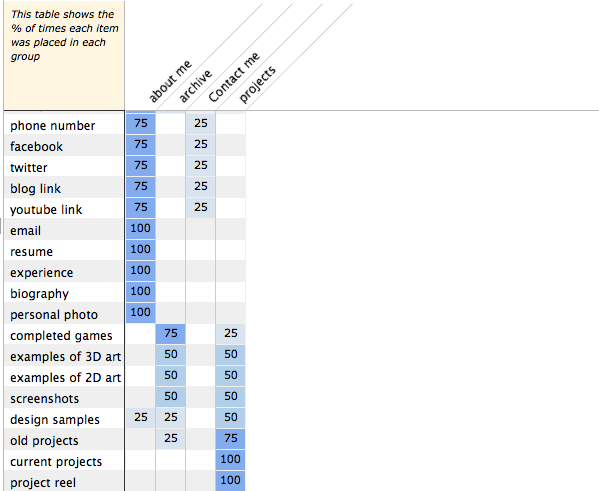 This table shows the
% of times each item
was placed in each
group
about me
archive
Contact me
projects
phone number 75 25
facebook 75 25
twitter 75 25
blog link 75 25
youtube link 75 25
email 100
resume 100
experience 100
biography 100
personal photo 100
completed games 75 25
examples of 3D art 50 50
examples of 2D art 50 50
screenshots 50 50
design samples 25 25 50
old projects 25 75
current projects 100
project reel 100